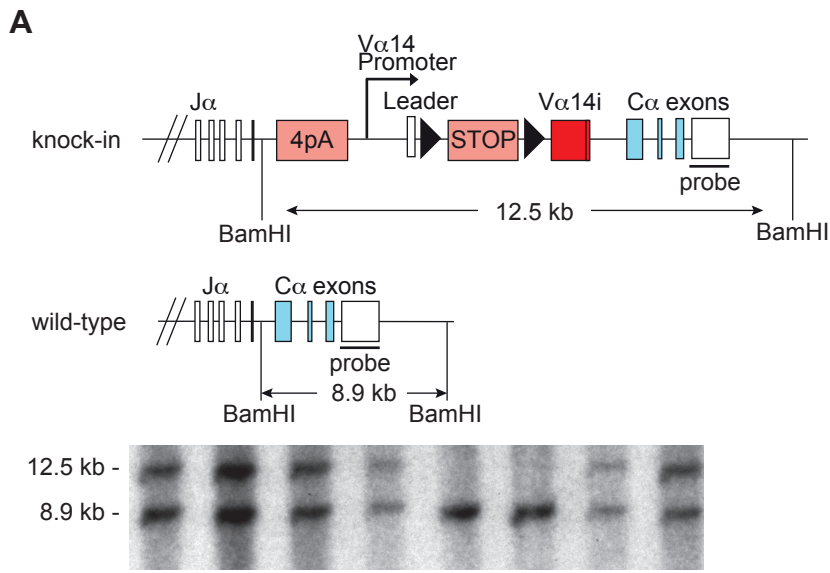 A
Vα14
Promoter
Jα
Leader
Vα14i
Cα exons
knock-in
4pA
STOP
probe
12.5 kb
BamHI
BamHI
Jα
Cα exons
wild-type
probe
8.9 kb
BamHI
BamHI
12.5 kb -
8.9 kb -